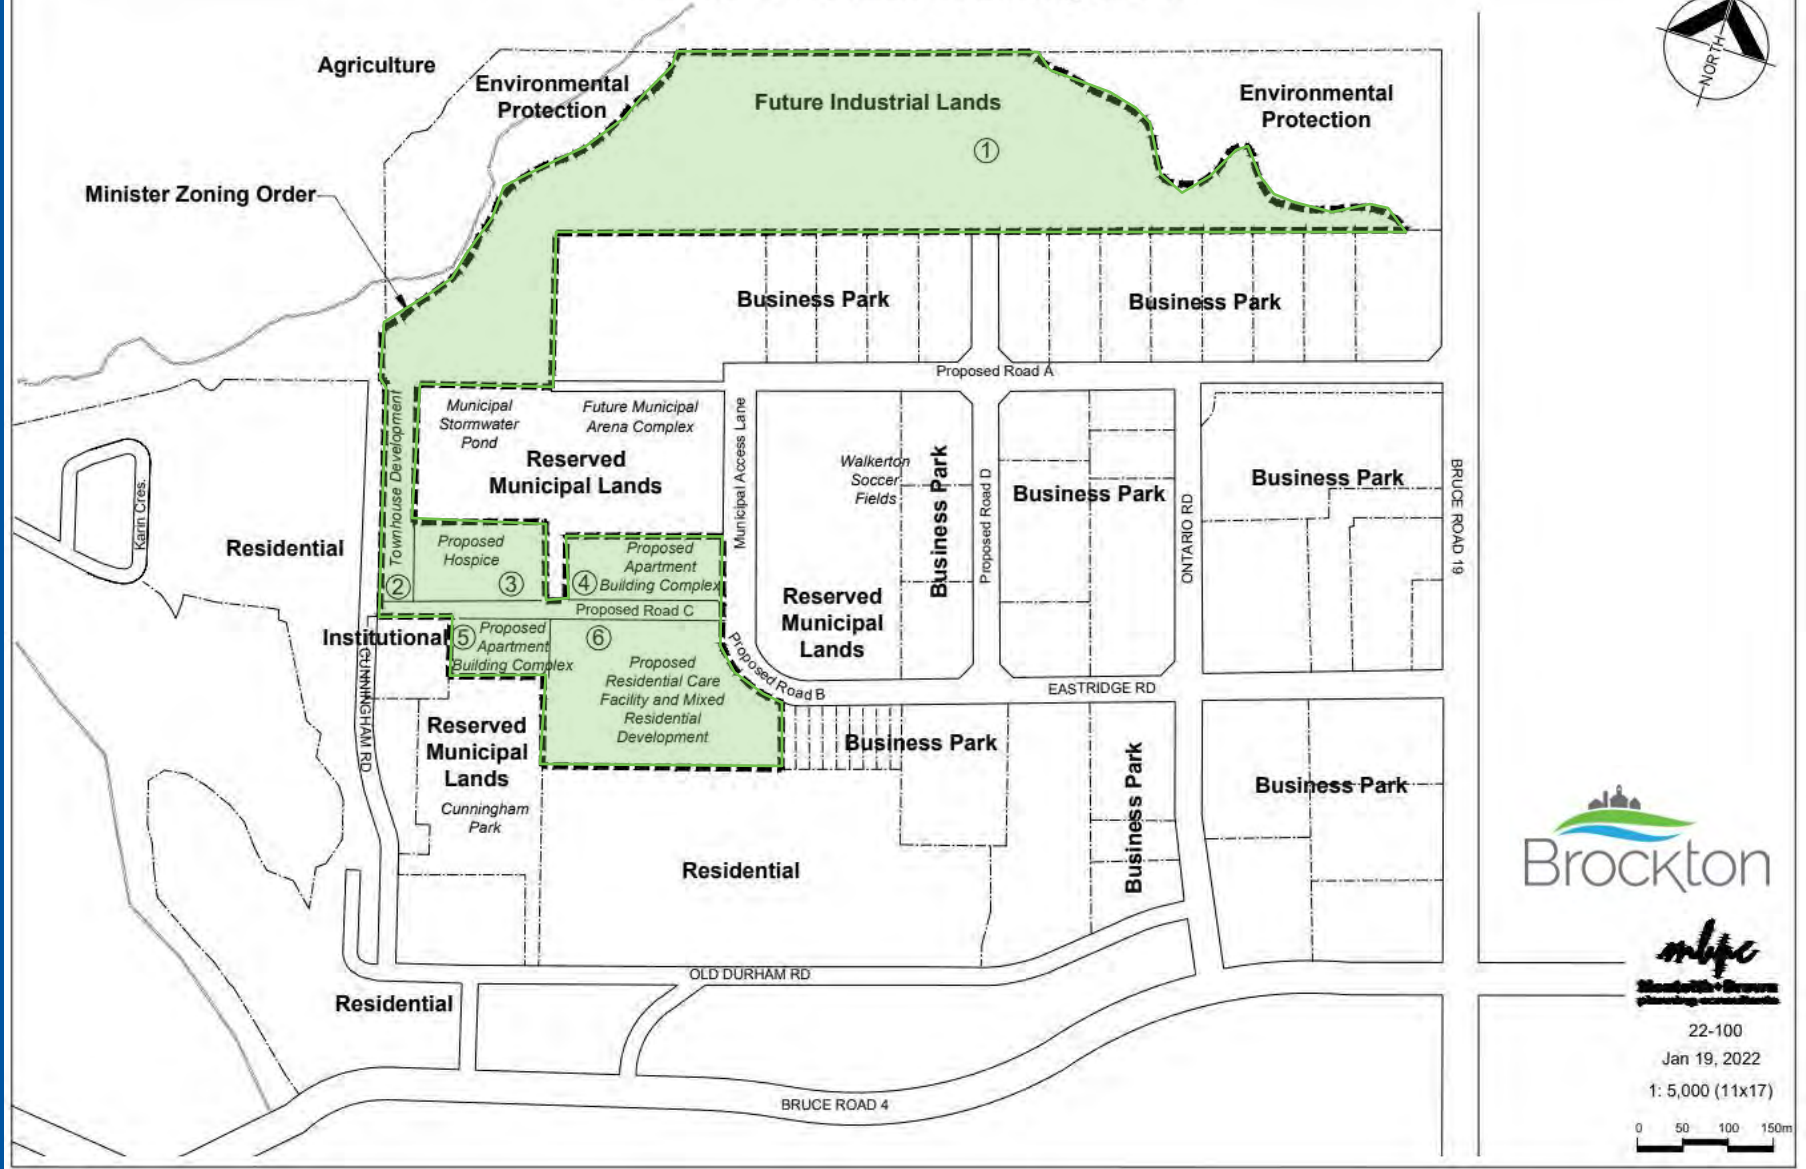 Agriculture
Environmental
Protection
Future Industrial Lands
①
Environmental
Protection
NORTH
Minister Zoning Order
Business Park
Business Park
Proposed Road A
Townhouse Development
②
Municipal
Stormwater
Pond
Future Municipal
Arena Complex
Reserved
Municipal Lands
Municipal Access Lane
Walkerton
Soccer
Fields
Business Park
Proposed Road D
Business Park
ONTARIO RD
Business Park
BRUCE ROAD 19
Karin Cres.
Residential
Proposed
Hospice
③
④
Proposed
Apartment
Building Complex
Proposed Road C
Reserved
Municipal
Lands
Institutional
⑤
Proposed
Apartment
Building Complex
⑥
Proposed
Residential Care
Facility and Mixed
Residential
Development
Proposed Road B
EASTRIDGE RD
CUNNINGHAM RD
Reserved
Municipal
Lands
Cunningham
Park
Business Park
Business Park
Business Park
Residential
OLD DURHAM RD
Residential
BRUCE ROAD 4
Brockton
mbpc
Monteith+Brown
planning consultants
22-100
Jan 19, 2022
1: 5,000 (11x17)
0 50 100 150m